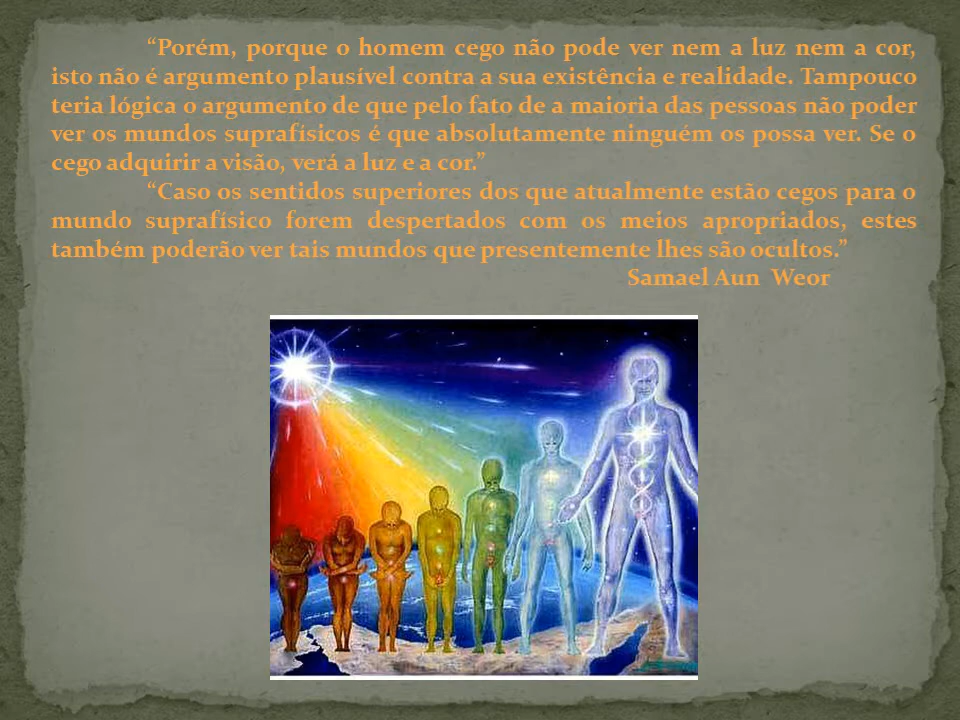 “Porém, porque o homem cego não pode ver nem a luz nem a cor,
isto não é argumento plausível contra a sua existência e realidade. Tampouco
teria lógica o argumento de que pelo fato de a maioria das pessoas não poder
ver os mundos suprafísicos é que absolutamente ninguém os possa ver. Se o
cego adquirir a visão, verá a luz e a cor.”
“Caso os sentidos superiores dos que atualmente estão cegos para o
mundo suprafísico forem despertados com os meios apropriados, estes
também poderão ver tais mundos que presentemente lhes são ocultos.”
Samael Aun Weor